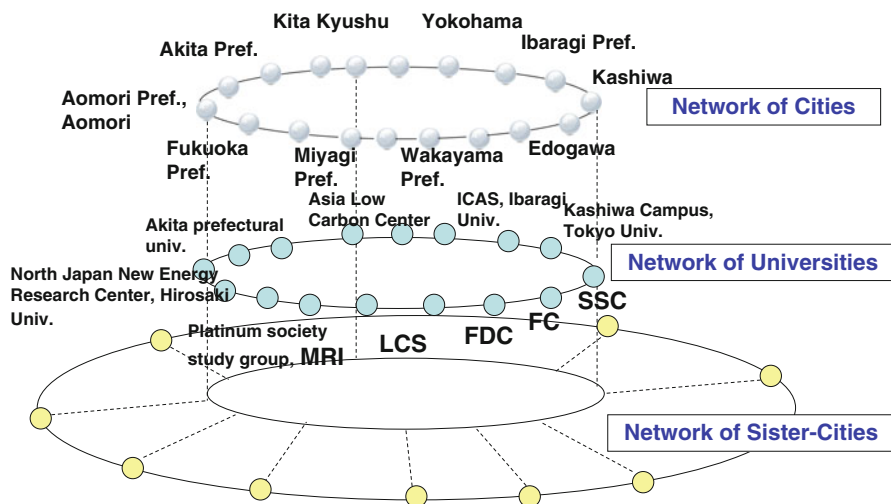 Kita Kyushu
Yokohama
Akita Pref.
Ibaragi Pref.
Kashiwa
Aomori Pref.,
Aomori
Network of Cities
Fukuoka
Pref.
Miyagi
Pref.
Wakayama
Pref.
Edogawa
Akita prefectural
univ.
Asia Low
Carbon Center
ICAS, Ibaragi
Univ.
Kashiwa Campus,
Tokyo Univ.
Network of Universities
North Japan New Energy
Research Center, Hirosaki
Univ.
Platinum society
study group, MRI
LCS
FDC
FC
SSC
Network of Sister-Cities